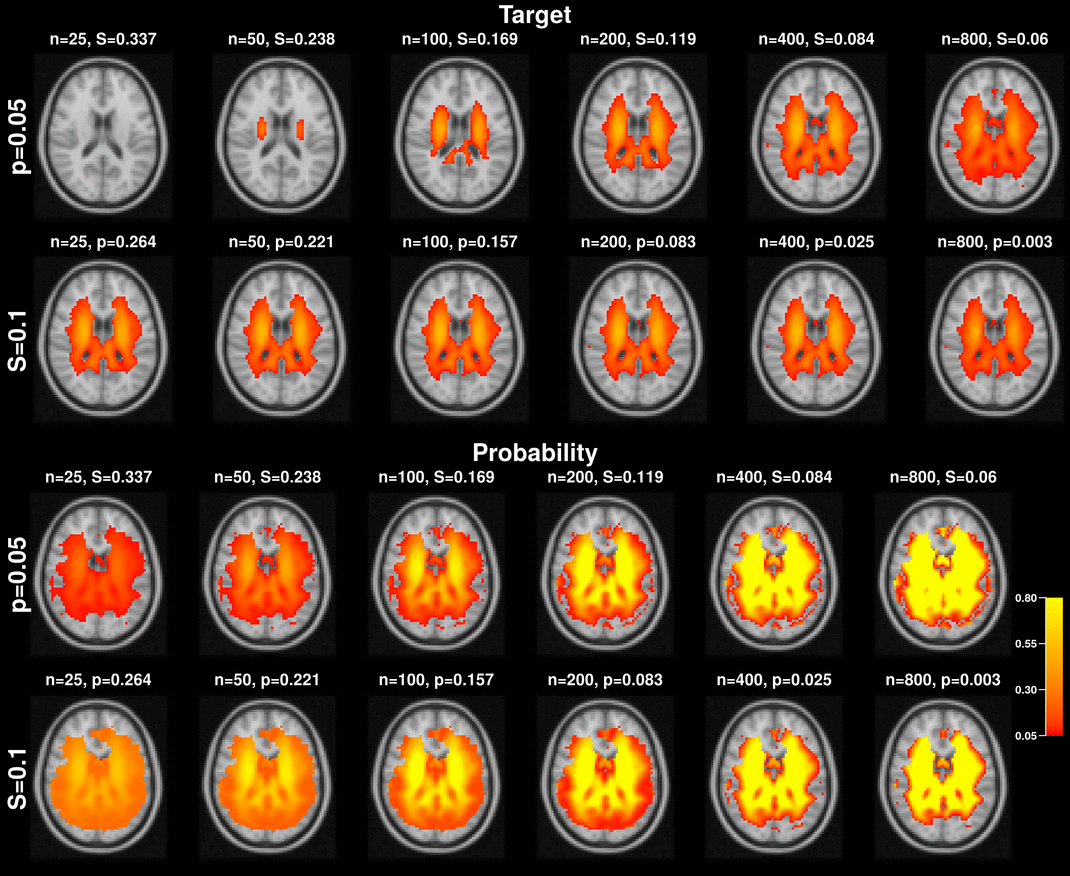 Target
n=25, S=0.337 n=50, S=0.238 n=100, S=0.169 n=200, S=0.119 n=400, S=0.084 n=800, S=0.06
p=0.05
n=25, p=0.264 n=50, p=0.221 n=100, p=0.157 n=200, p=0.083 n=400, p=0.025 n=800, p=0.003
S=0.1
Probability
n=25, S=0.337 n=50, S=0.238 n=100, S=0.169 n=200, S=0.119 n=400, S=0.084 n=800, S=0.06
p=0.05
n=25, p=0.264 n=50, p=0.221 n=100, p=0.157 n=200, p=0.083 n=400, p=0.025 n=800, p=0.003
S=0.1
0.80
0.55
0.30
0.05